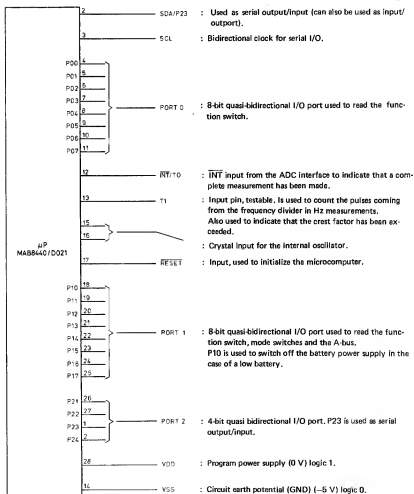 2 SDA/P23 : Used as serial output/input (can also be used as input/
outport).
3 SCL : Bidirectional clock for serial I/O.
P00 4
P01 5
P02 6
P03 7
P04 8
P05 9
P06 10
P07 11
PORT 0 : 8-bit quasi-bidirectional I/O port used to read the func-
tion switch.
12 INT/T0 : INT input from the ADC interface to indicate that a com-
plete measurement has been made.
13 T1 : Input pin, testable. Is used to count the pulses coming
from the frequency divider in Hz measurements.
Also used to indicate that the crest factor has been ex-
ceeded.
15
16
: Crystal input for the internal oscillator.
µP
MAB8440/D021
17 RESET : Input, used to initialize the microcomputer.
P10 18
P11 19
P12 20
P13 21
P14 22
P15 23
P16 24
P17 25
PORT 1 : 8-bit quasi-bidirectional I/O port used to read the func-
tion switch, mode switches and the A-bus.
P10 is used to switch off the battery power supply in the
case of a low battery.
P21 26
P22 27
P23 1
P24 2
PORT 2 : 4-bit quasi bidirectional I/O port. P23 is used as serial
output/input.
28 VDD : Program power supply (0 V) logic 1.
14 VSS : Circuit earth potential (GND) (–5 V) logic 0.